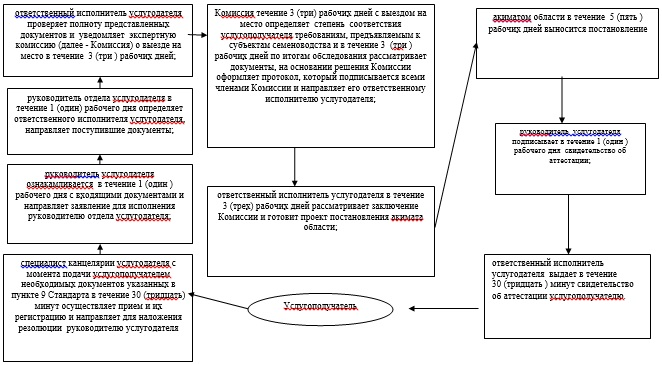 ответственный исполнитель услугодателя
проверяет полноту представленных
документов и уведомляет экспертную
комиссию (далее - Комиссия) о выезде на
место в течение 3 (три ) рабочих дней;
руководитель отдела услугодателя в
течение 1 (один) рабочего дня определяет
ответственного исполнителя услугодателя,
направляет поступившие документы;
руководитель услугодателя
ознакамливается в течение 1 (один )
рабочего дня с входящими документами и
направляет заявление для исполнения
руководителю отдела услугодателя;
специалист канцелярии услугодателя с
момента подачи услугополучателем
необходимых документов указанных в
пункте 9 Стандарта в течение 30 (тридцать)
минут осуществляет прием и их
регистрацию и направляет для наложения
резолюции руководителю услугодателя
Комиссия течение 3 (три) рабочих дней с выездом на
место определяет степень соответствия
услугополучателя требованиям, предъявляемым к
субъектам семеноводства и в течение 3 (три )
рабочих дней по итогам обследования рассматривает
документы, на основании решения Комиссии
оформляет протокол, который подписывается всеми
членами Комиссии и направляет его ответственному
исполнителю услугодателя;
ответственный исполнитель услугодателя в течение
3 (трех) рабочих дней рассматривает заключение
Комиссии и готовит проект постановления акимата
области;
Услугополучатель
акиматом области в течение 5 (пять )
рабочих дней выносится постановление
руководитель услугодателя
подписывает в течение 1 (один )
рабочего дня свидетельство об
аттестации;
ответственный исполнитель
услугодателя выдает в течение
30 (тридцать ) минут свидетельство
об аттестации услугополучателю.